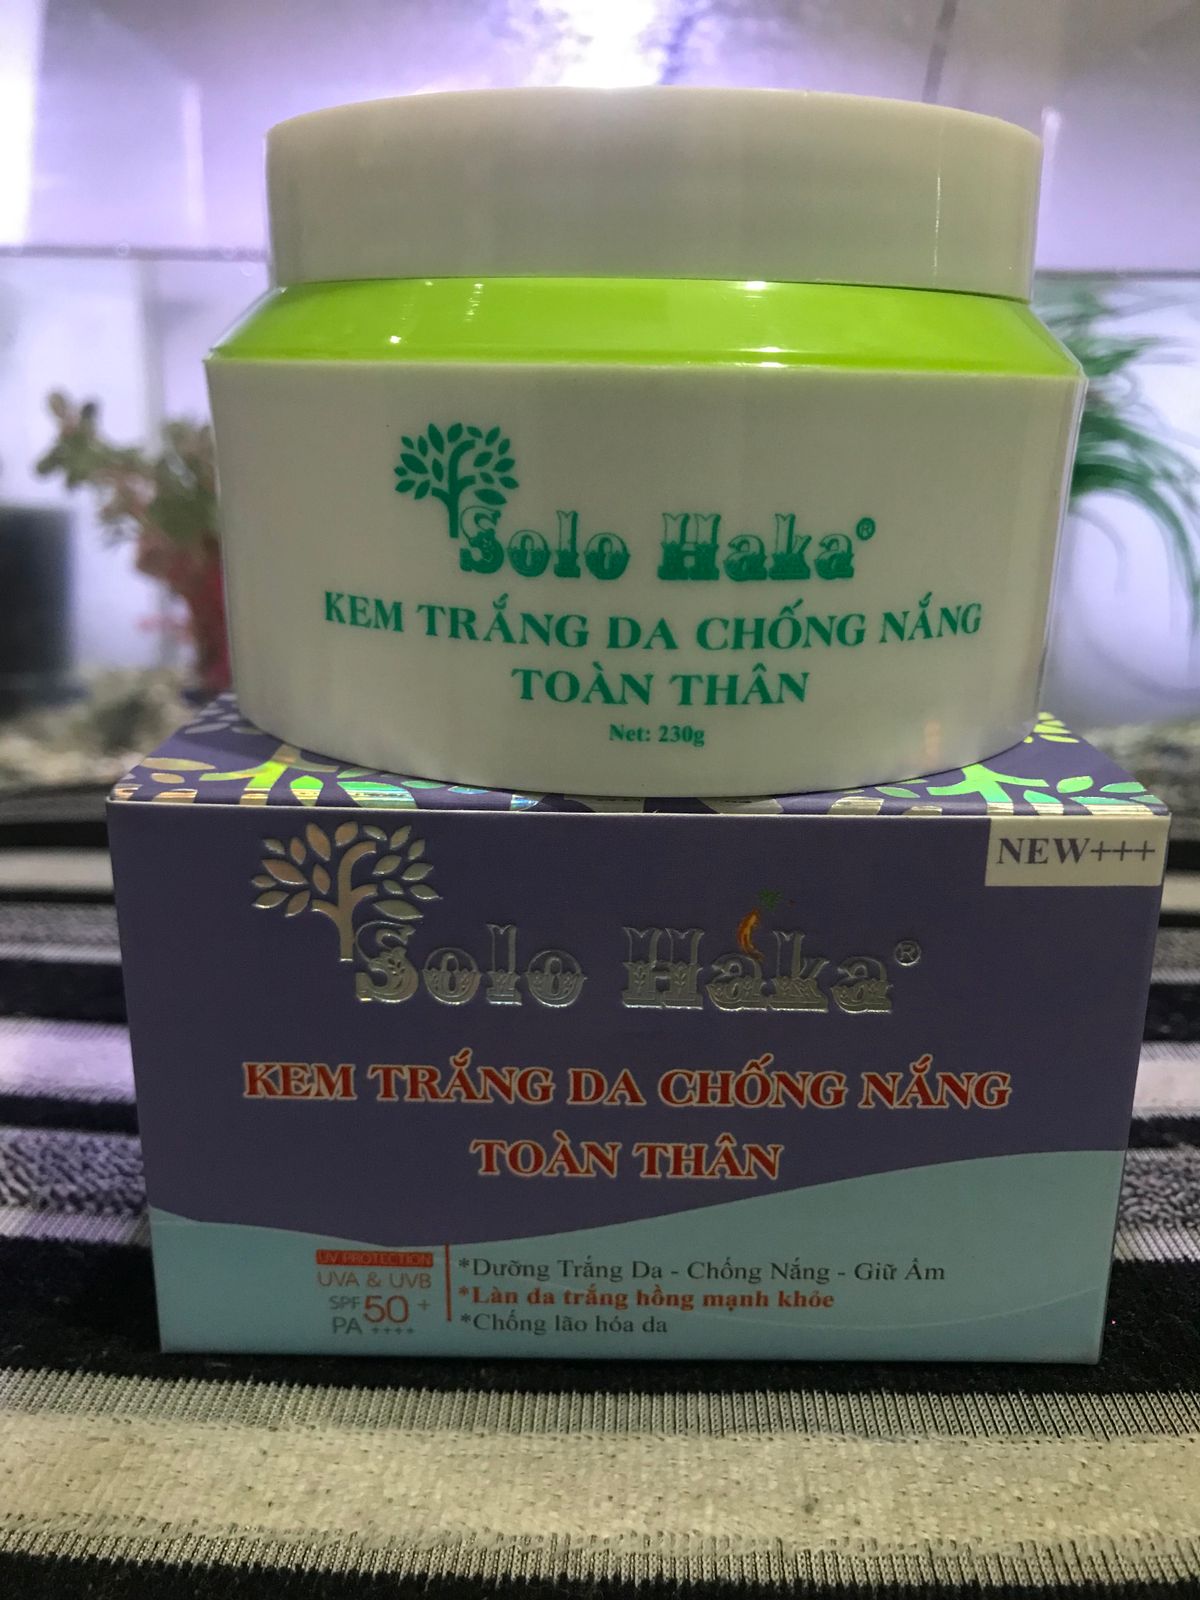 Solo Haka®
KEM TRẮNG DA CHỐNG NẮNG
TOÀN THÂN
Net: 230g
NEW+++
Solo Haka®
KEM TRẮNG DA CHỐNG NẮNG
TOÀN THÂN
UV PROTECTION
UVA & UVB
SPF 50+
PA ++++
*Dưỡng Trắng Da - Chống Nắng - Giữ Ẩm
*Làn da trắng hồng mạnh khỏe
*Chống lão hóa da